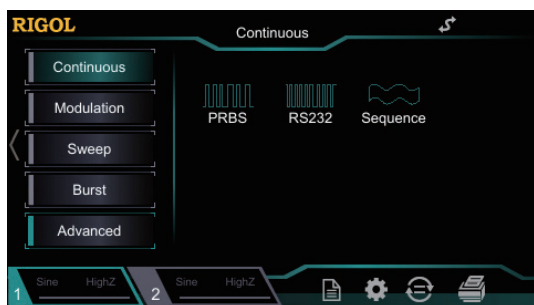 RIGOL
Continuous
Continuous
Modulation
Sweep
Burst
Advanced
PRBS RS232 Sequence
1 Sine HighZ 2 Sine HighZ